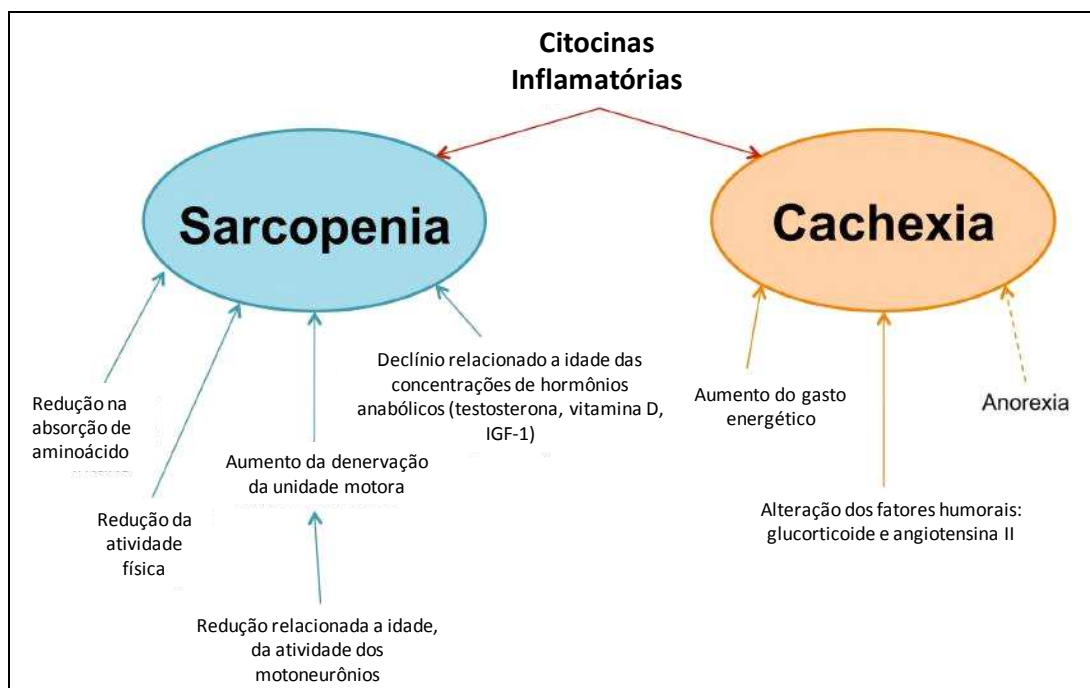 Citocinas
Inflamatórias
Sarcopenia
Cachexia
Redução na
absorção de
aminoácido
Redução da
atividade
física
Aumento da denervação
da unidade motora
Redução relacionada a idade,
da atividade dos
motoneurônios
Declínio relacionado a idade das
concentrações de hormônios
anabólicos (testosterona, vitamina D,
IGF-1)
Aumento do gasto
energético
Alteração dos fatores humorais:
glucorticoide e angiotensina II
Anorexia